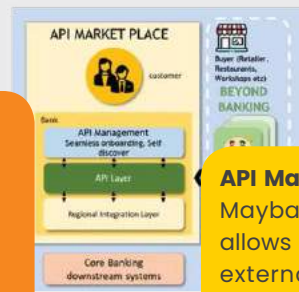 API MARKET PLACE
customer
Bank
API Management
Seamless onboarding, Self
discover
API Layer
Regional Integration Layer
Core Banking
downstream systems
Buyer (Retailer,
Restaurants,
Workshops etc)
BEYOND
BANKING
API Ma
Mayba
allows
externa